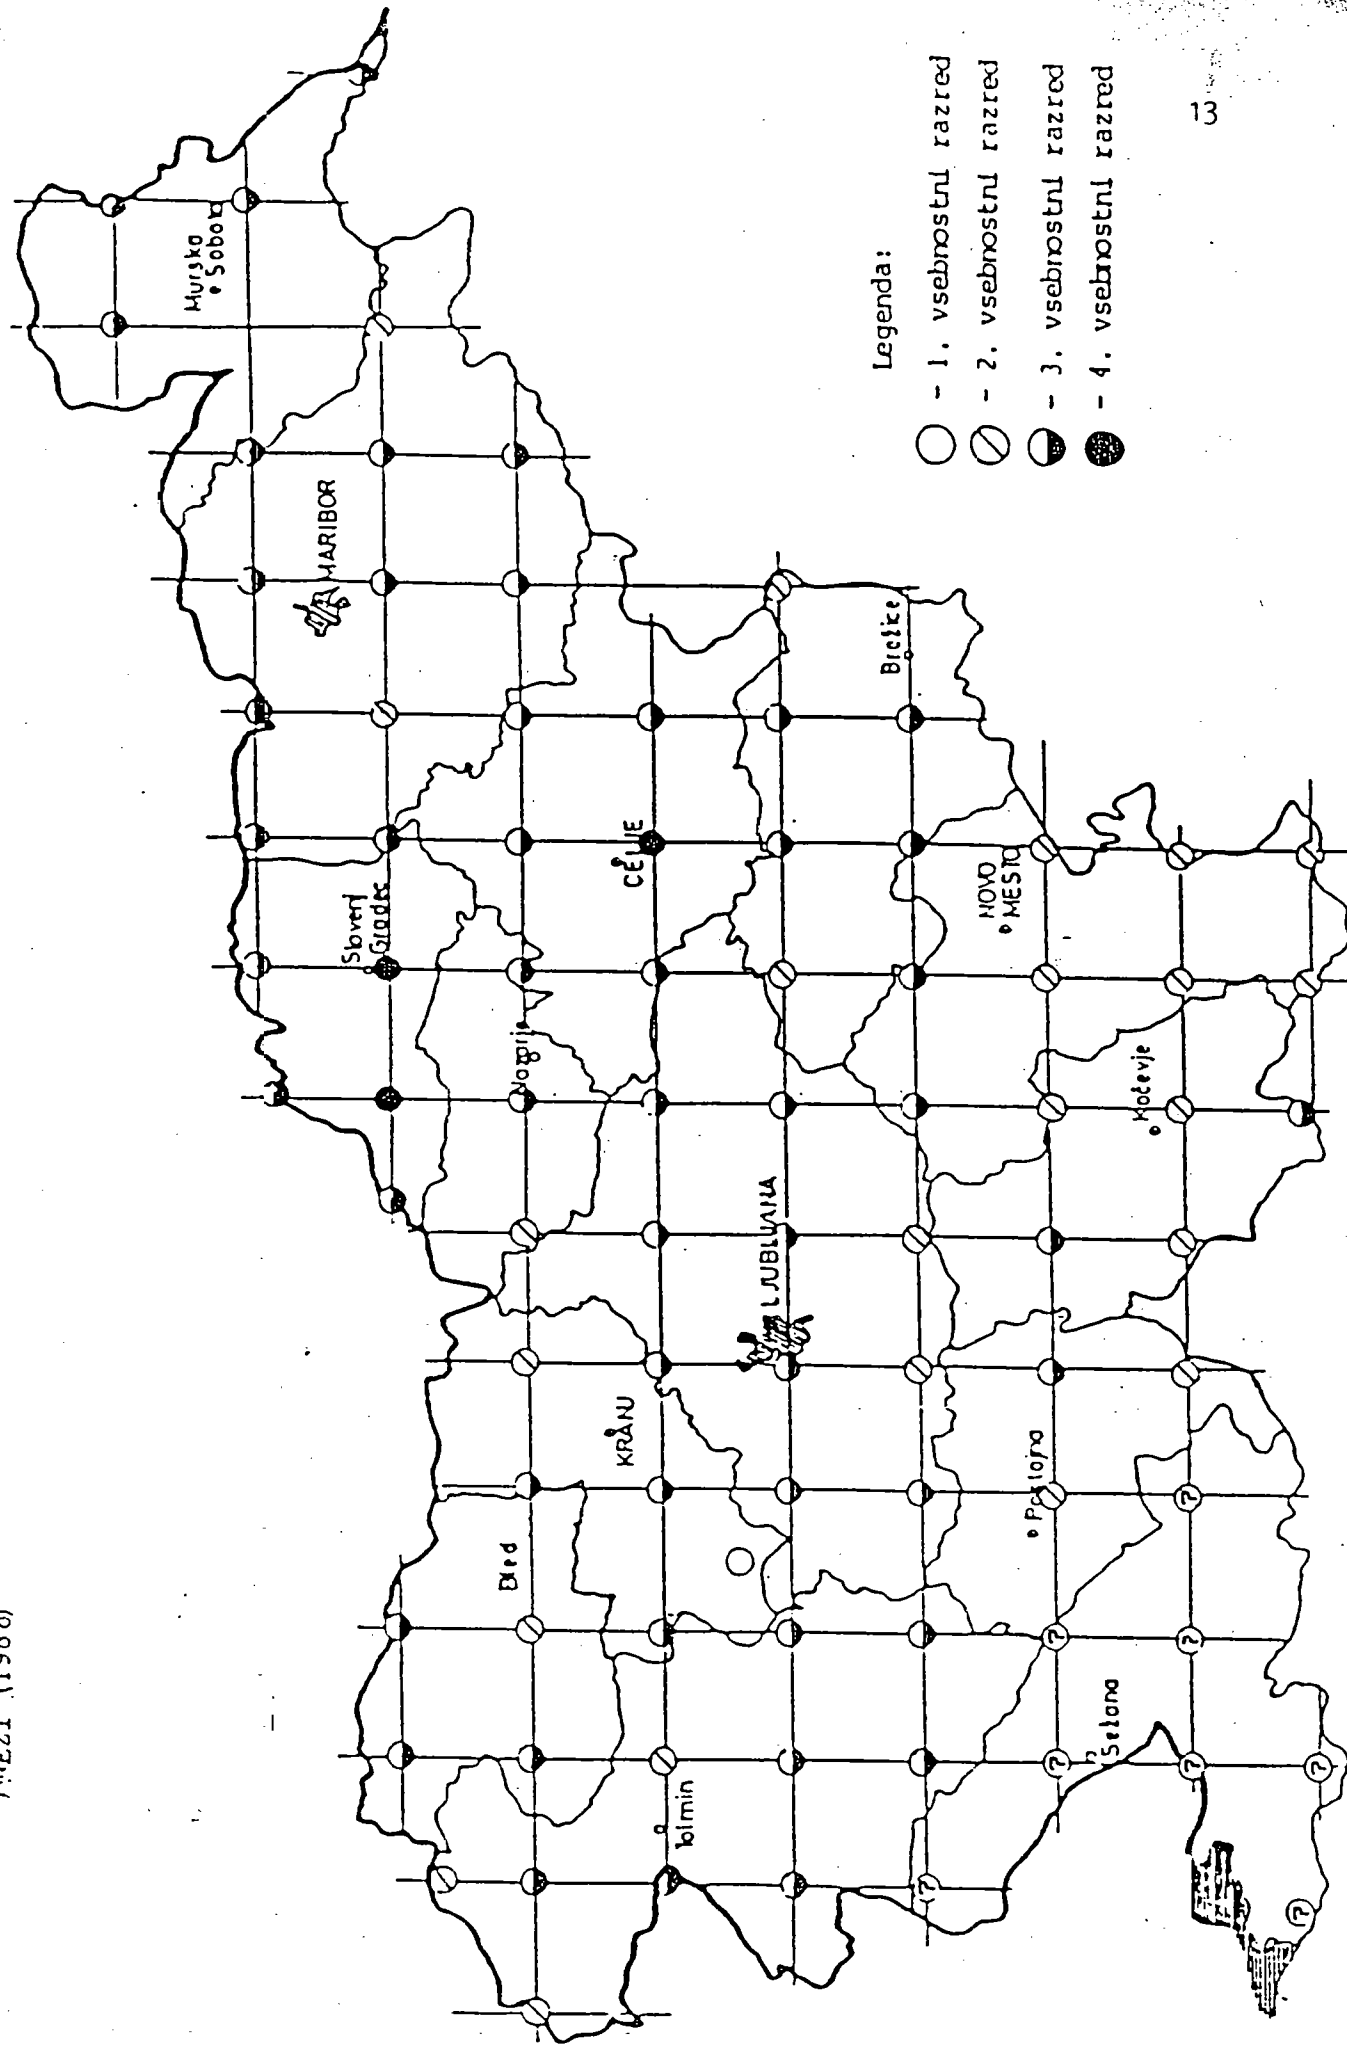 Murska
Sobota
MARIBOR
Slovenj
Gradec
CELJE
Brežice
NOVO
MESTO
Kočevje
LJUBLJANA
KRANJ
Bled
Postojna
Tolmin
Sežana
Legenda:
- 1. vsebnostni razred
- 2. vsebnostni razred
- 3. vsebnostni razred
- 4. vsebnostni razred
?
?
?
?
?
?
?
?
?
13